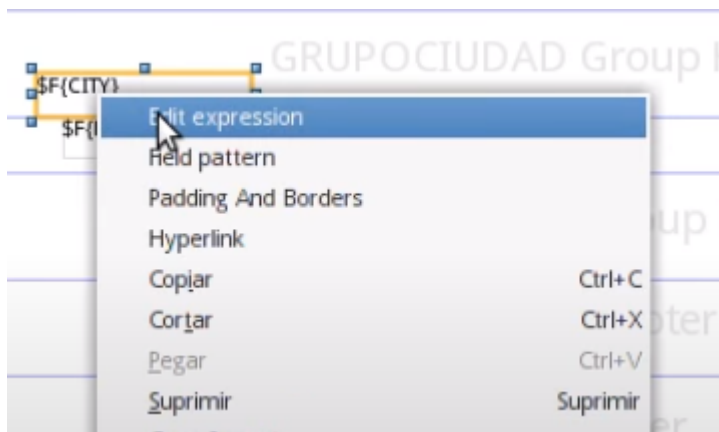 GRUPOCIUDAD Group
$F{CITY}
$F{
Edit expression
Field pattern
Padding And Borders
Hyperlink
Copiar Ctrl+C
Cortar Ctrl+X
Pegar Ctrl+V
Suprimir Suprimir